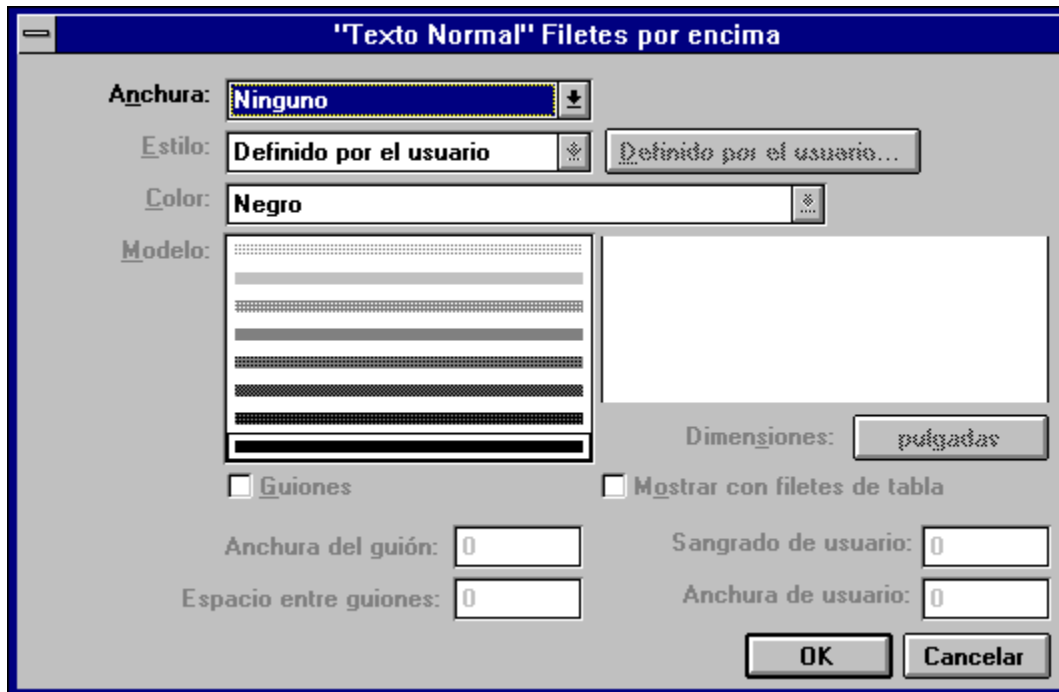 "Texto Normal" Filetes por encima
Anchura: Ninguno
Estilo: Definido por el usuario Definido por el usuario...
Color: Negro
Modelo:
Dimensiones: pulgadas
Guiones Mostrar con filetes de tabla
Anchura del guión: 0 Sangrado de usuario: 0
Espacio entre guiones: 0 Anchura de usuario: 0
OK Cancelar